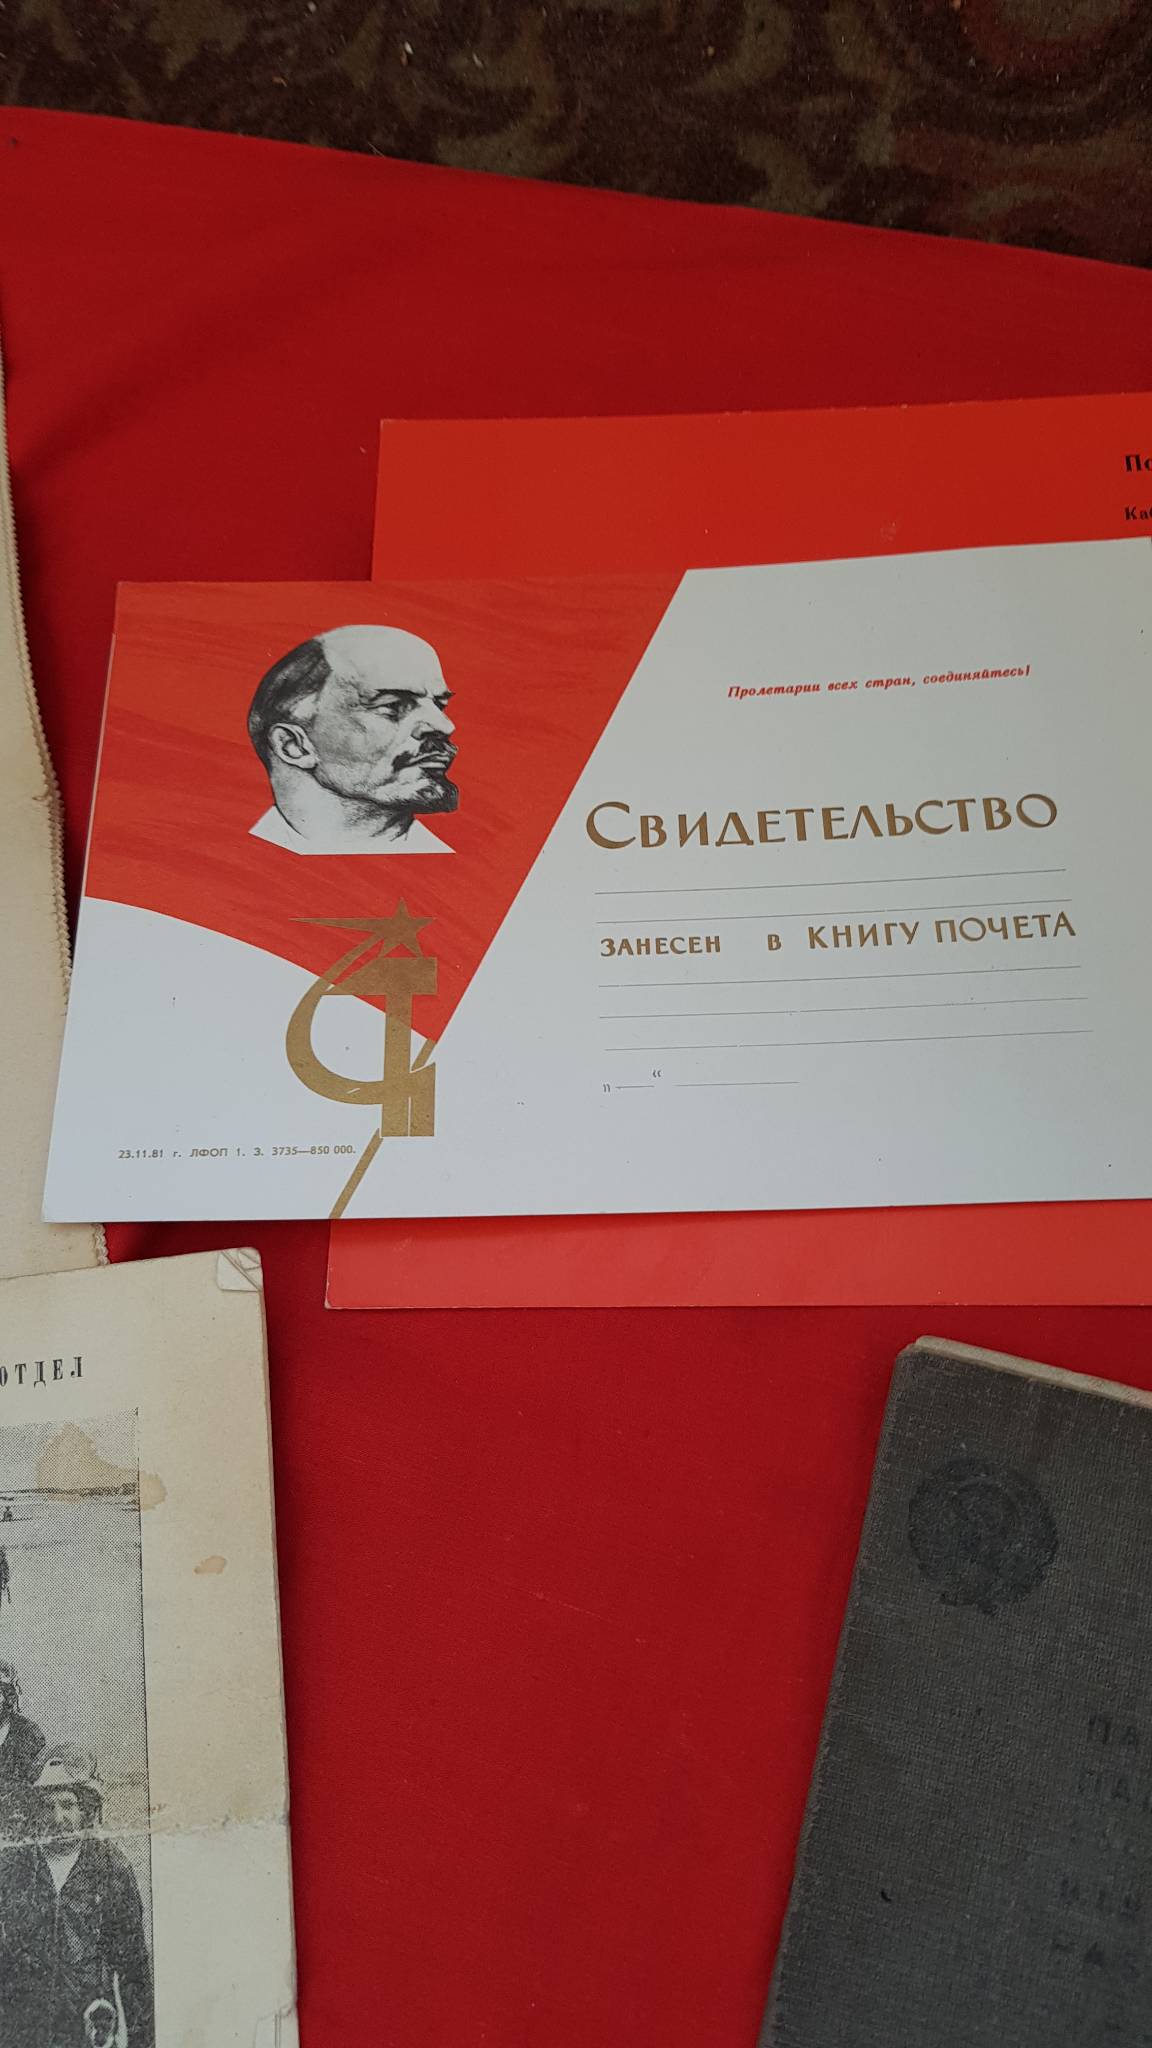 Пролетарии всех стран, соединяйтесь!
СВИДЕТЕЛЬСТВО
ЗАНЕСЕН В КНИГУ ПОЧЕТА
„ “
23.11.81 г. ЛФОП 1. З. 3735—850 000.
ОТДЕЛ